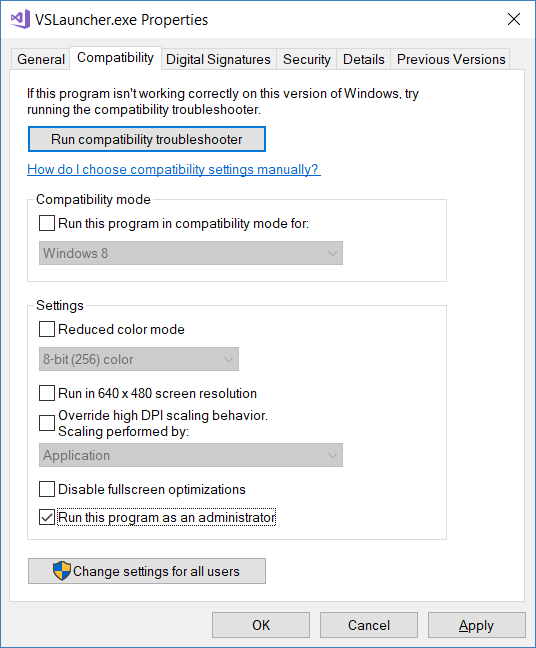 VSLauncher.exe Properties
General
Compatibility
Digital Signatures
Security
Details
Previous Versions
If this program isn't working correctly on this version of Windows, try
running the compatibility troubleshooter.
Run compatibility troubleshooter
How do I choose compatibility settings manually?
Compatibility mode
Run this program in compatibility mode for:
Windows 8
Settings
Reduced color mode
8-bit (256) color
Run in 640 x 480 screen resolution
Override high DPI scaling behavior.
Scaling performed by:
Application
Disable fullscreen optimizations
Run this program as an administrator
Change settings for all users
OK
Cancel
Apply